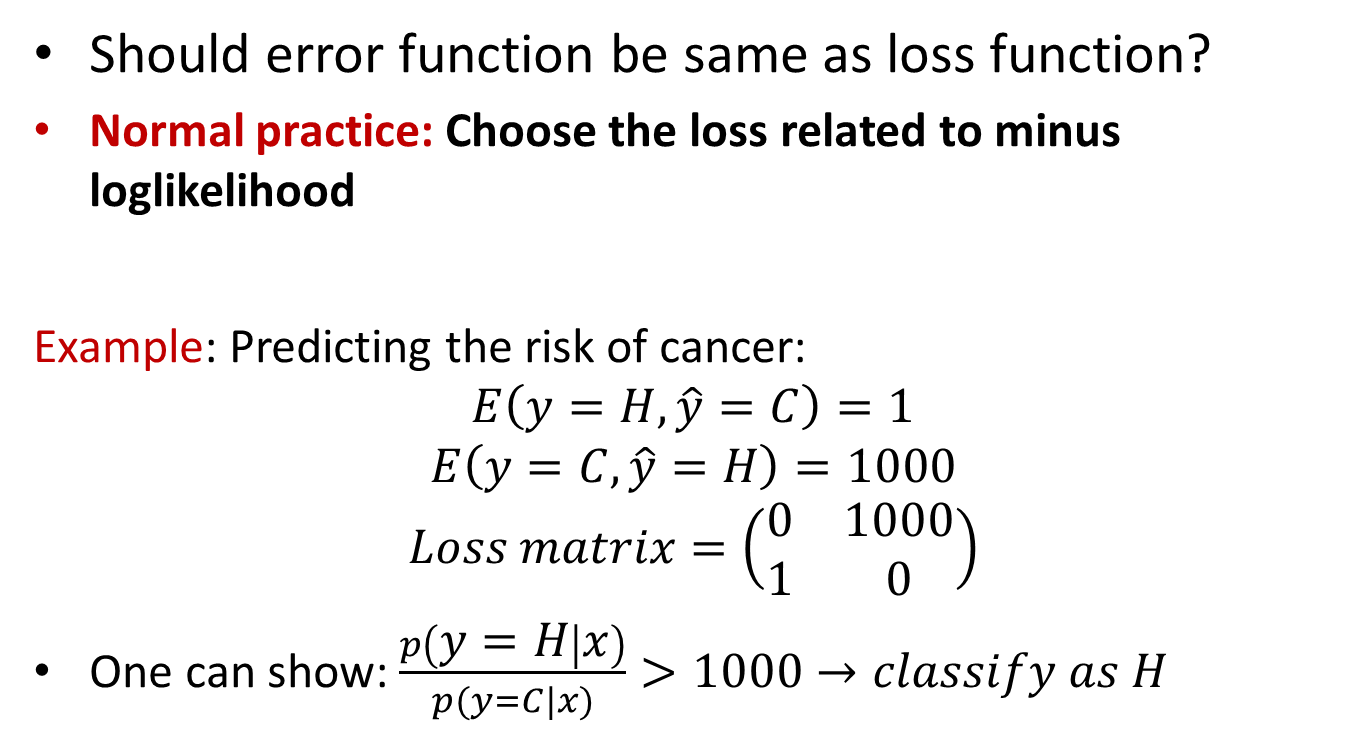 • Should error function be same as loss function?
• Normal practice: Choose the loss related to minus
loglikelihood
Example: Predicting the risk of cancer:
E(y = H, ŷ = C) = 1
E(y = C, ŷ = H) = 1000
Loss matrix = (0 1000
1 0)
• One can show: p(y = H|x) / p(y=C|x) > 1000 → classify as H